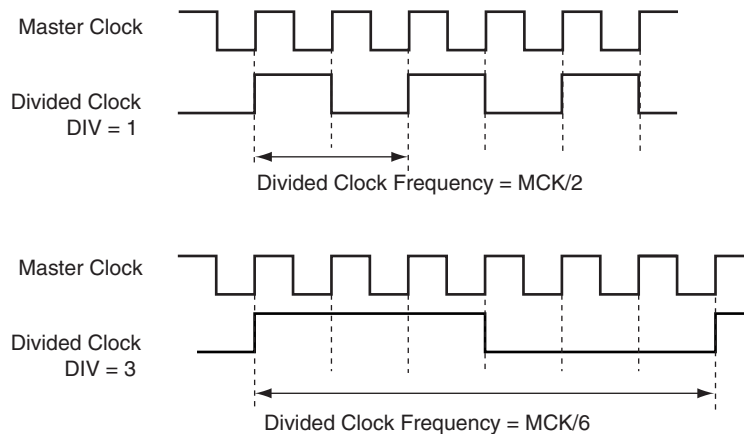 Master Clock
Divided Clock
DIV = 1
Divided Clock Frequency = MCK/2
Master Clock
Divided Clock
DIV = 3
Divided Clock Frequency = MCK/6